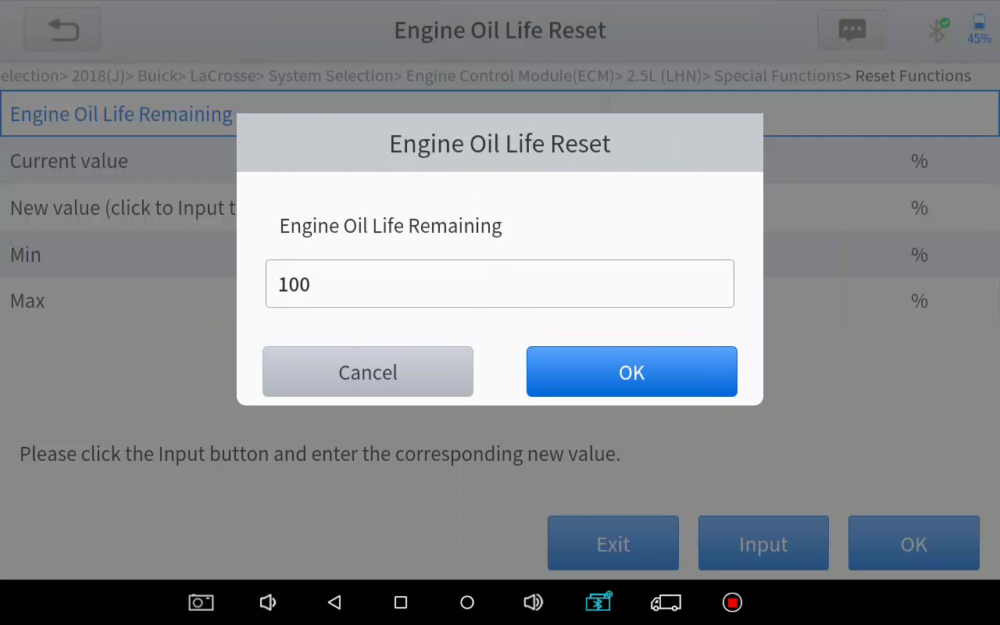 Engine Oil Life Reset
45%
election> 2018(J)> Buick> LaCrosse> System Selection> Engine Control Module(ECM)> 2.5L (LHN)> Special Functions> Reset Functions
Engine Oil Life Remaining
Current value %
New value (click to Input t %
Min %
Max %
Engine Oil Life Reset
Engine Oil Life Remaining
100
Cancel OK
Please click the Input button and enter the corresponding new value.
Exit Input OK